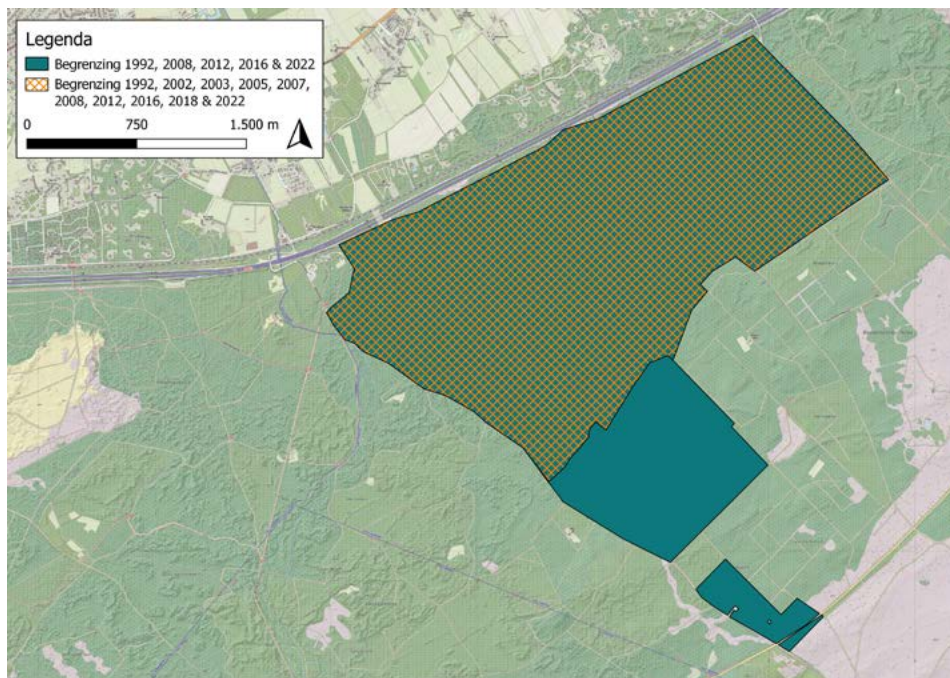 Legenda
Begrenzing 1992, 2008, 2012, 2016 & 2022
Begrenzing 1992, 2002, 2003, 2005, 2007,
2008, 2012, 2016, 2018 & 2022
0 750 1.500 m